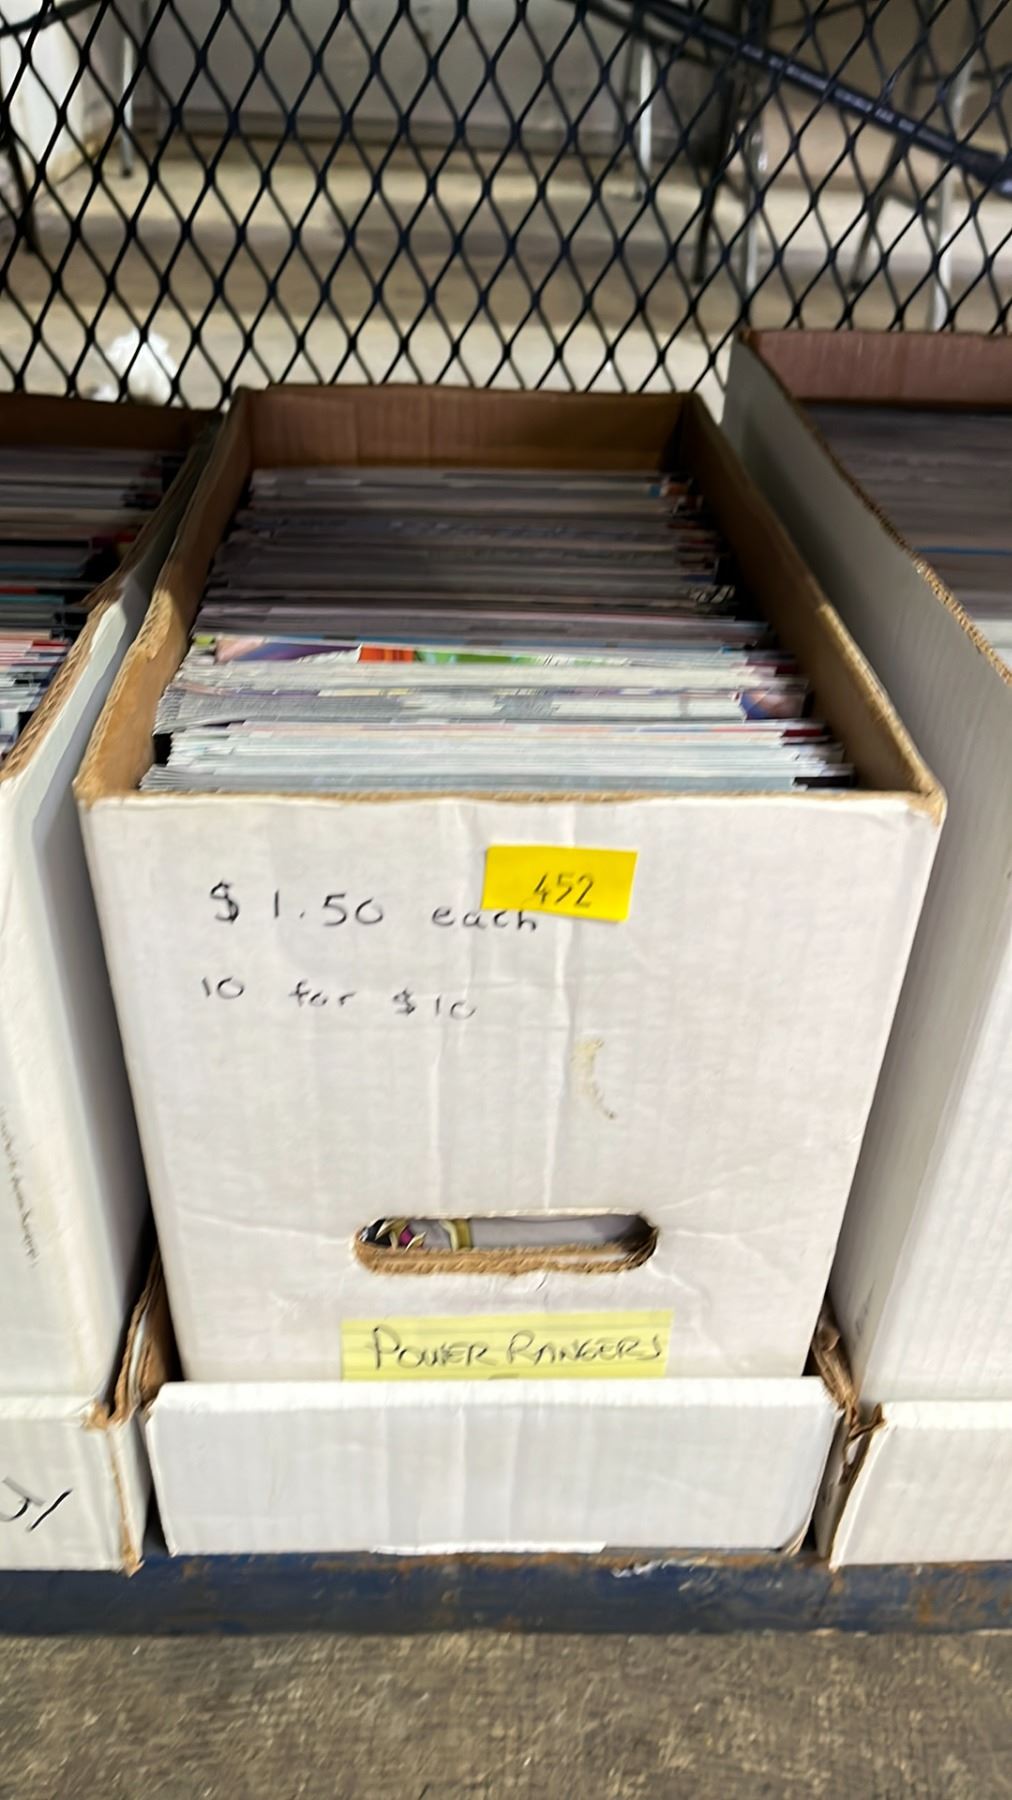 452
$1.50 each
10 for $10
POWER RANGERS